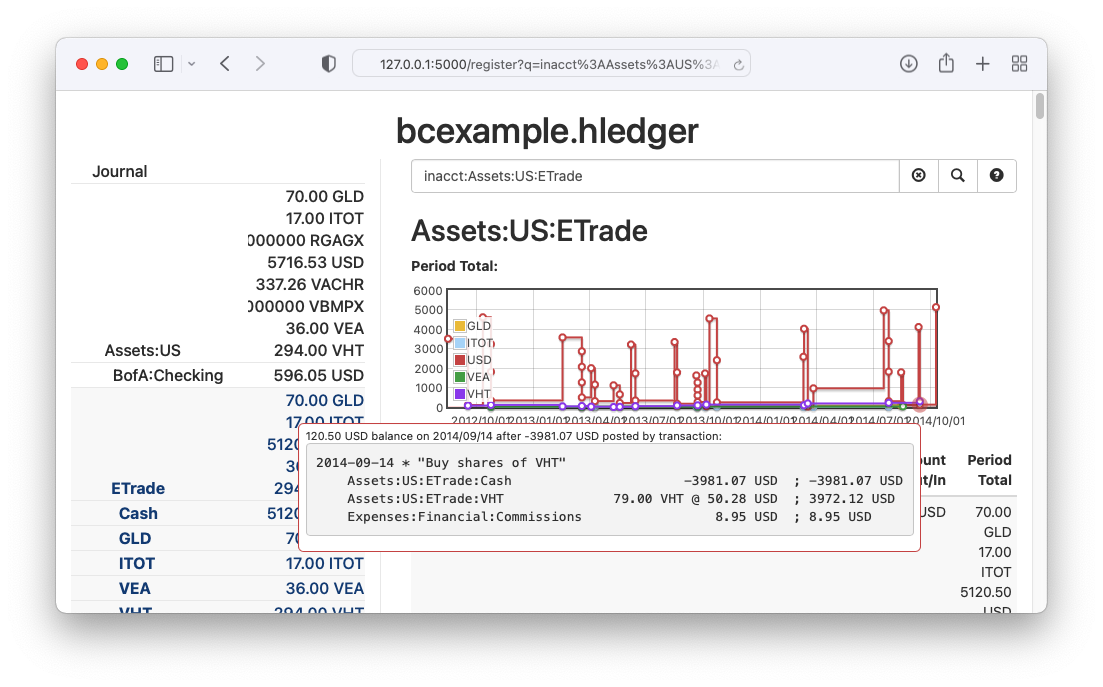 127.0.0.1:5000/register?q=inacct%3AAssets%3AUS%3A
bcexample.hledger
Journal
70.00 GLD
17.00 ITOT
000000 RGAGX
5716.53 USD
337.26 VACHR
000000 VBMPX
36.00 VEA
Assets:US 294.00 VHT
BofA:Checking 596.05 USD
70.00 GLD
17.00 ITOT
5120
36
ETrade 294
Cash 5120
GLD 70
ITOT 17.00 ITOT
VEA 36.00 VEA
VHT 294.00 VHT
inacct:Assets:US:ETrade
Assets:US:ETrade
Period Total:
6000
5000
4000
3000
2000
1000
0
GLD
ITOT
USD
VEA
VHT
2012/10/01 2013/01/01 2013/04/01 2013/07/01 2013/10/01 2014/01/01 2014/04/01 2014/07/01 2014/10/01
120.50 USD balance on 2014/09/14 after -3981.07 USD posted by transaction:
2014-09-14 * "Buy shares of VHT"
Assets:US:ETrade:Cash -3981.07 USD ; -3981.07 USD
Assets:US:ETrade:VHT 79.00 VHT @ 50.28 USD ; 3972.12 USD
Expenses:Financial:Commissions 8.95 USD ; 8.95 USD
Period
Total
USD 70.00
GLD
17.00
ITOT
5120.50
USD